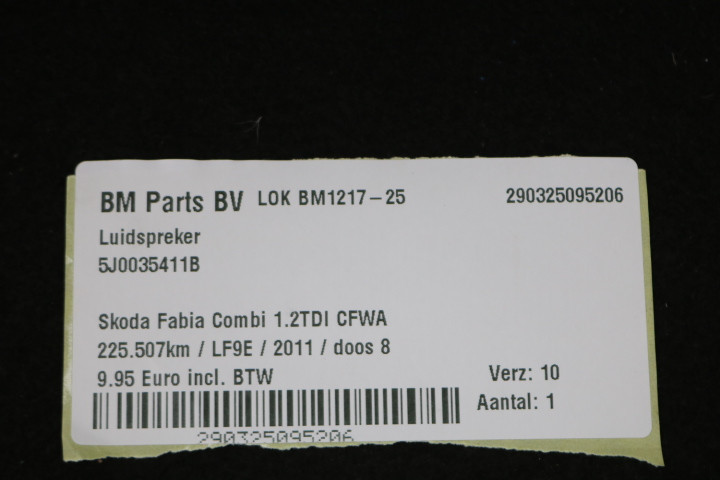 BM Parts BV LOK BM1217-25 290325095206
Luidspreker
5J0035411B
Skoda Fabia Combi 1.2TDI CFWA
225.507km / LF9E / 2011 / doos 8
9.95 Euro incl. BTW Verz: 10
Aantal: 1
290325095206